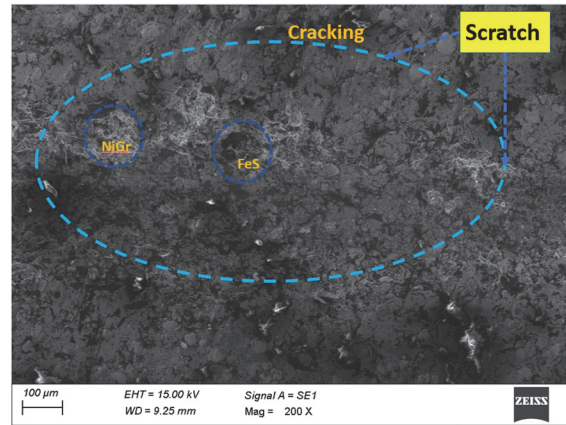 Cracking
Scratch
NiGr
FeS
100 μm
EHT = 15.00 kV
Signal A = SE1
WD = 9.25 mm
Mag = 200 X
ZEISS